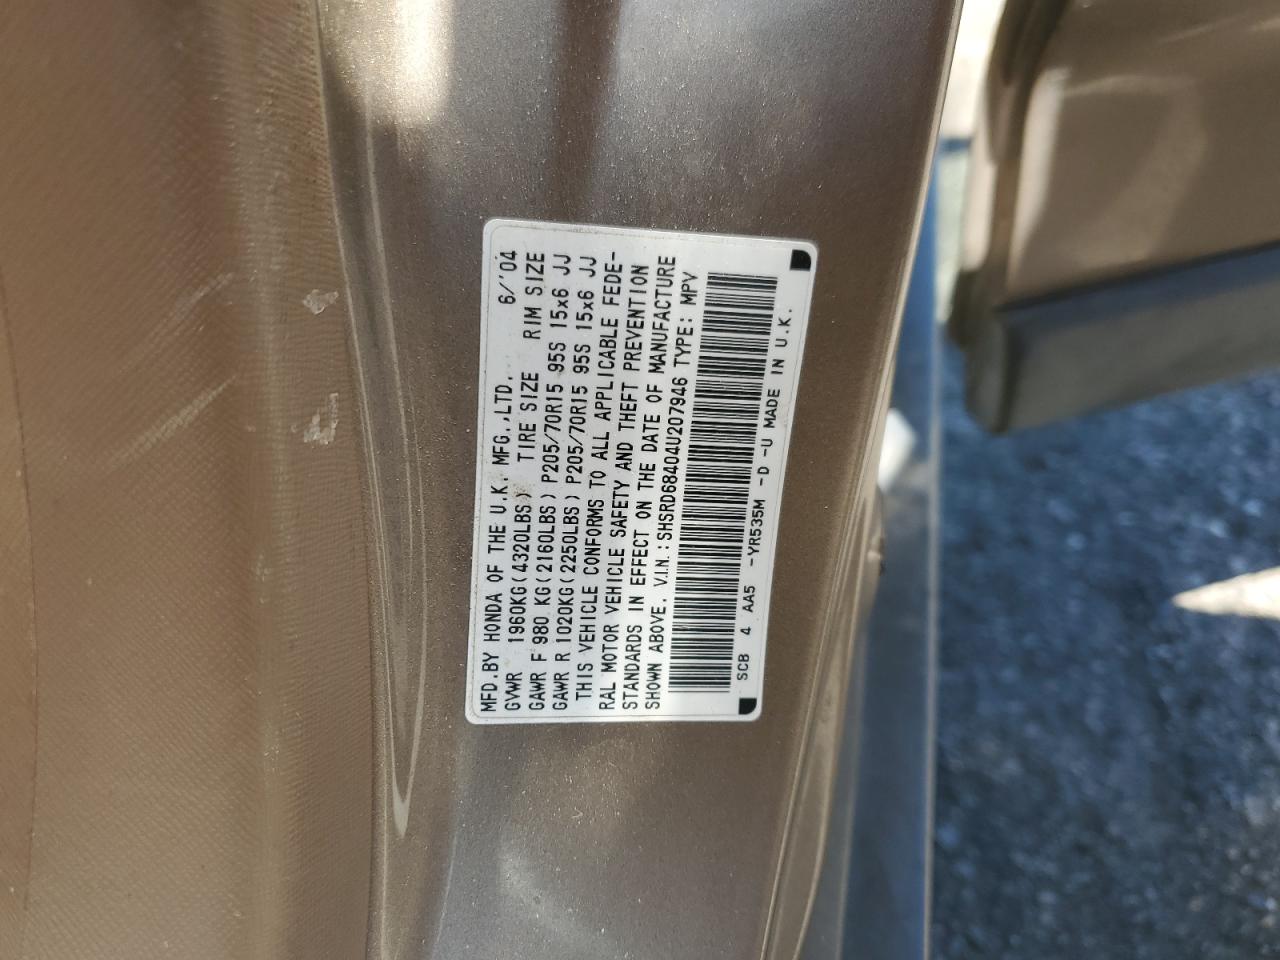 MFD.BY HONDA OF THE U.K. MFG.,LTD. 6/'04
GVWR 1960KG(4320LBS) TIRE SIZE RIM SIZE
GAWR F 980 KG(2160LBS) P205/70R15 95S 15x6 JJ
GAWR R 1020KG(2250LBS) P205/70R15 95S 15x6 JJ
THIS VEHICLE CONFORMS TO ALL APPLICABLE FEDE-
RAL MOTOR VEHICLE SAFETY AND THEFT PREVENTION
STANDARDS IN EFFECT ON THE DATE OF MANUFACTURE
SHOWN ABOVE. V.I.N.:SHSRD68404U207946 TYPE: MPV
SCB 4 AA5 -YR535M -D -U MADE IN U.K.